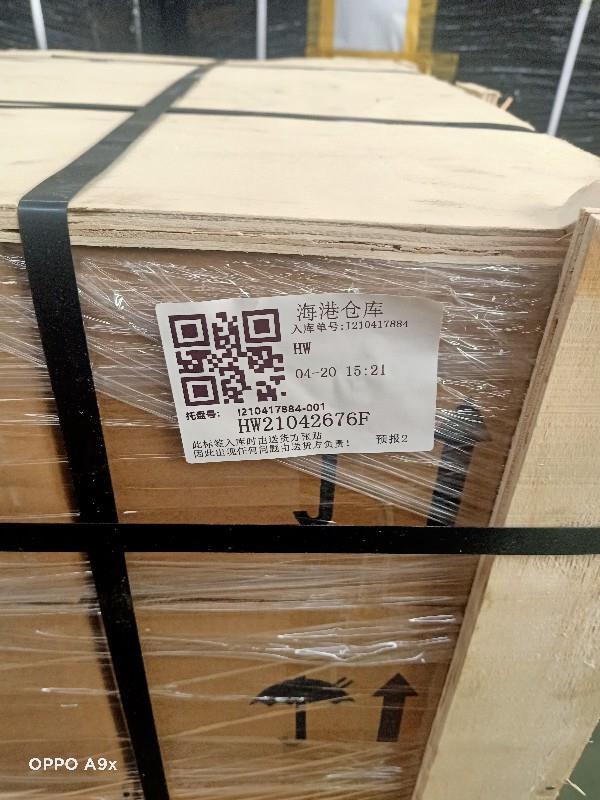 海港仓库
入库单号:I210417884
HW
04-20 15:21
托盘号: I210417884-001
HW21042676F
此标签入库时由送货方张贴
因此出现任何问题由送货方负责!
预报2
OPPO A9x